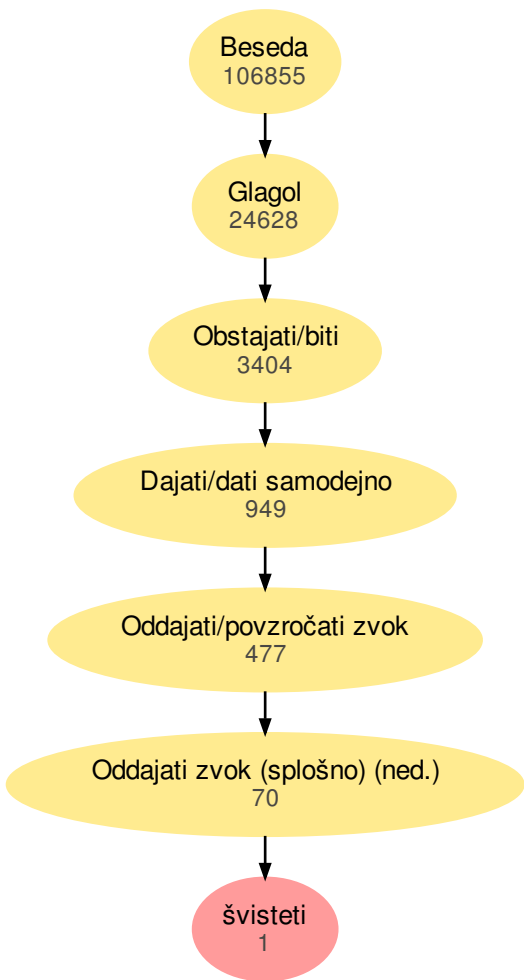 Beseda
106855
Glagol
24628
Obstajati/biti
3404
Dajati/dati samodejno
949
Oddajati/povzročati zvok
477
Oddajati zvok (splošno) (ned.)
70
švisteti
1